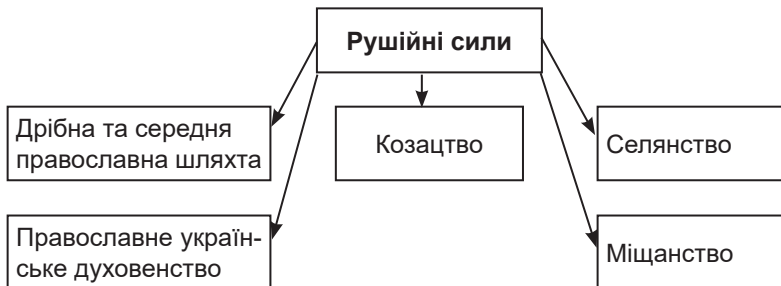 Рушійні сили
Дрібна та середня
православна шляхта
Козацтво
Селянство
Православне україн-
ське духовенство
Міщанство